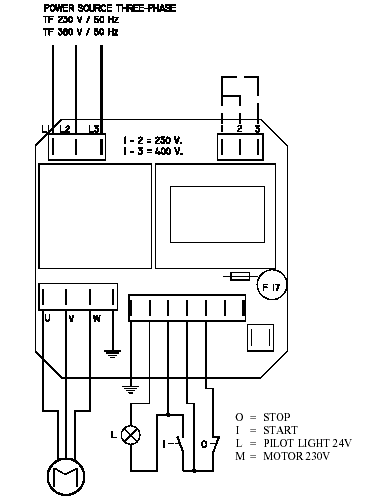 POWER SOURCE THREE-PHASE
TF 230 V / 50 Hz
TF 380 V / 50 Hz
L1 L2 L3
1 2 3
1 - 2 = 230 V.
1 - 3 = 400 V.
F 17
U V W
L
I
O
M
O = STOP
I = START
L = PILOT LIGHT 24V
M = MOTOR 230V